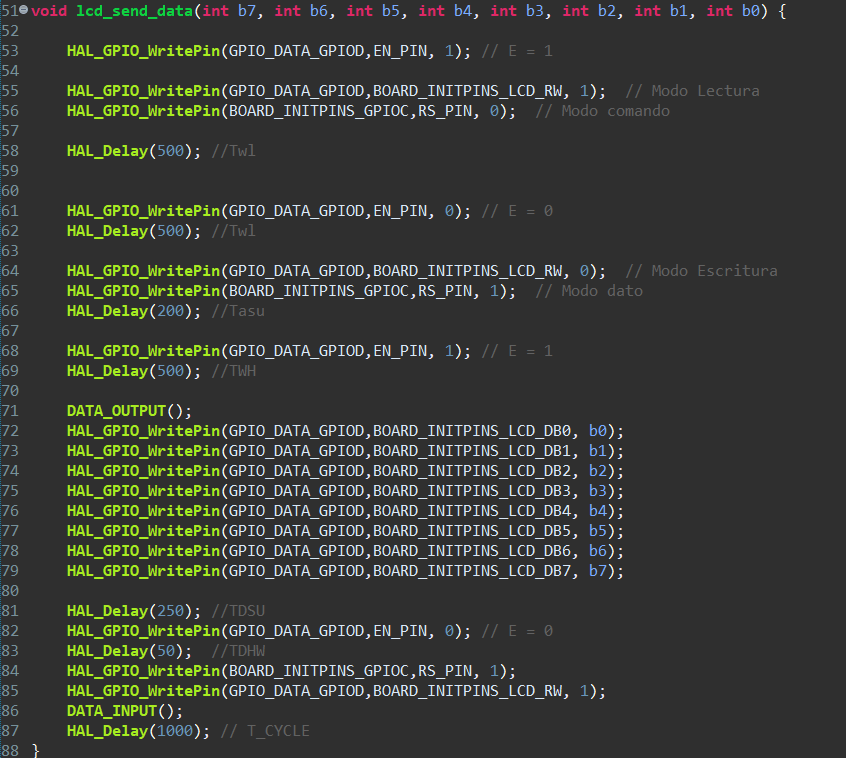 51 void lcd_send_data(int b7, int b6, int b5, int b4, int b3, int b2, int b1, int b0) {
52
53 HAL_GPIO_WritePin(GPIO_DATA_GPIOD,EN_PIN, 1); // E = 1
54
55 HAL_GPIO_WritePin(GPIO_DATA_GPIOD,BOARD_INITPINS_LCD_RW, 1);  // Modo Lectura
56 HAL_GPIO_WritePin(BOARD_INITPINS_GPIOC,RS_PIN, 0);  // Modo comando
57
58 HAL_Delay(500); //Twl
59
60
61 HAL_GPIO_WritePin(GPIO_DATA_GPIOD,EN_PIN, 0); // E = 0
62 HAL_Delay(500); //Twl
63
64 HAL_GPIO_WritePin(GPIO_DATA_GPIOD,BOARD_INITPINS_LCD_RW, 0);  // Modo Escritura
65 HAL_GPIO_WritePin(BOARD_INITPINS_GPIOC,RS_PIN, 1);  // Modo dato
66 HAL_Delay(200); //Tasu
67
68 HAL_GPIO_WritePin(GPIO_DATA_GPIOD,EN_PIN, 1); // E = 1
69 HAL_Delay(500); //TWH
70
71 DATA_OUTPUT();
72 HAL_GPIO_WritePin(GPIO_DATA_GPIOD,BOARD_INITPINS_LCD_DB0, b0);
73 HAL_GPIO_WritePin(GPIO_DATA_GPIOD,BOARD_INITPINS_LCD_DB1, b1);
74 HAL_GPIO_WritePin(GPIO_DATA_GPIOD,BOARD_INITPINS_LCD_DB2, b2);
75 HAL_GPIO_WritePin(GPIO_DATA_GPIOD,BOARD_INITPINS_LCD_DB3, b3);
76 HAL_GPIO_WritePin(GPIO_DATA_GPIOD,BOARD_INITPINS_LCD_DB4, b4);
77 HAL_GPIO_WritePin(GPIO_DATA_GPIOD,BOARD_INITPINS_LCD_DB5, b5);
78 HAL_GPIO_WritePin(GPIO_DATA_GPIOD,BOARD_INITPINS_LCD_DB6, b6);
79 HAL_GPIO_WritePin(GPIO_DATA_GPIOD,BOARD_INITPINS_LCD_DB7, b7);
80
81 HAL_Delay(250); //TDSU
82 HAL_GPIO_WritePin(GPIO_DATA_GPIOD,EN_PIN, 0); // E = 0
83 HAL_Delay(50);  //TDHW
84 HAL_GPIO_WritePin(BOARD_INITPINS_GPIOC,RS_PIN, 1);
85 HAL_GPIO_WritePin(GPIO_DATA_GPIOD,BOARD_INITPINS_LCD_RW, 1);
86 DATA_INPUT();
87 HAL_Delay(1000); // T_CYCLE
88 }